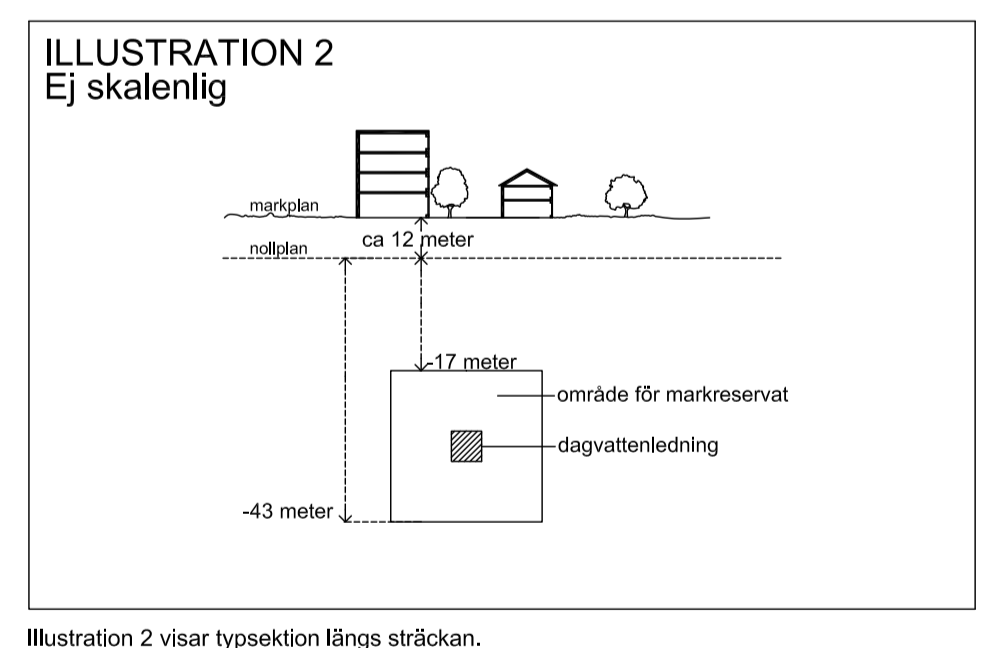 ILLUSTRATION 2
Ej skalenlig
markplan
ca 12 meter
nollplan
-17 meter
område för markreservat
dagvattenledning
-43 meter
Illustration 2 visar typsektion längs sträckan.